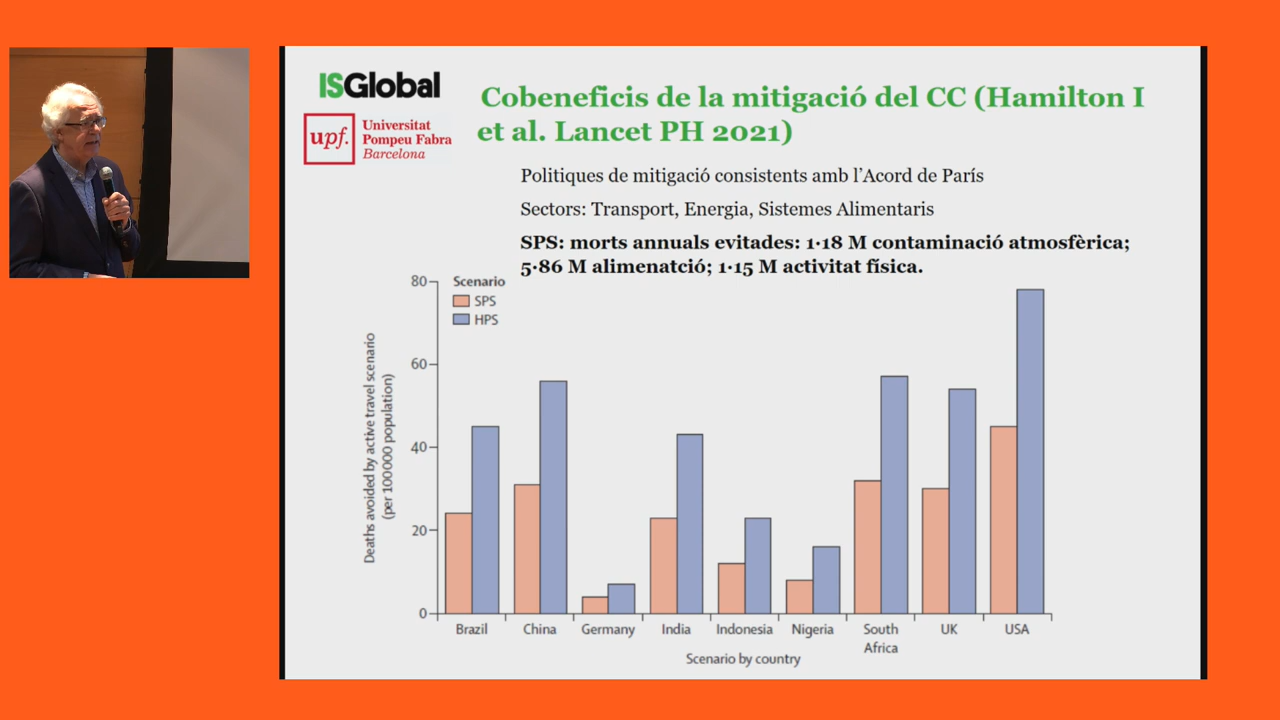 ISGlobal
upf. Universitat
Pompeu Fabra
Barcelona
Cobeneficis de la mitigació del CC (Hamilton I
et al. Lancet PH 2021)
Politiques de mitigació consistents amb l’Acord de París
Sectors: Transport, Energia, Sistemes Alimentaris
SPS: morts annuals evitades: 1·18 M contaminació atmosfèrica;
5·86 M alimenatció; 1·15 M activitat física.
Scenario
SPS
HPS
Deaths avoided by active travel scenario
(per 100 000 population)
80
60
40
20
0
Brazil
China
Germany
India
Indonesia
Nigeria
South
Africa
UK
USA
Scenario by country